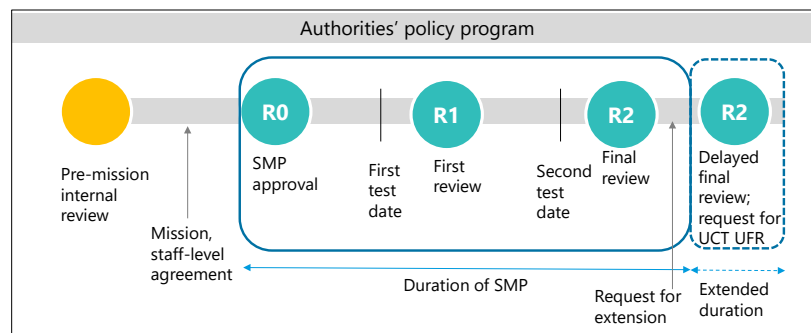 Authorities' policy program
R0
R1
R2
R2
Pre-mission
internal
review
SMP
approval
First
test
date
First
review
Second
test
date
Final
review
Delayed
final
review;
request for
UCT UFR
Mission,
staff-level
agreement
Duration of SMP
Request for
extension
Extended
duration